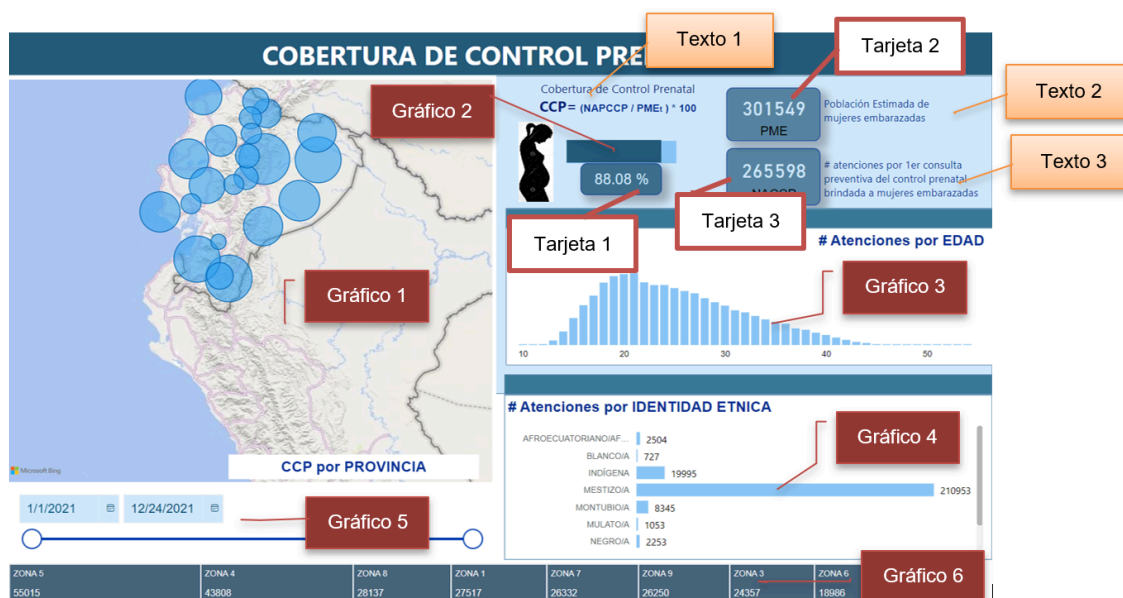 COBERTURA DE CONTROL PRE
Texto 1
Tarjeta 2
Gráfico 2
Cobertura de Control Prenatal
CCP = (NAPCCP / PMEt ) * 100
301549
PME
Población Estimada de
mujeres embarazadas
Texto 2
88.08 %
265598
# atenciones por 1er consulta
preventiva del control prenatal
brindada a mujeres embarazadas
Texto 3
Tarjeta 1
Tarjeta 3
# Atenciones por EDAD
Gráfico 1
Gráfico 3
10 20 30 40 50
# Atenciones por IDENTIDAD ETNICA
AFROECUATORIANO/AF... 2504
BLANCO/A 727
INDÍGENA 19995
MESTIZO/A 210953
MONTUBIO/A 8345
MULATO/A 1053
NEGRO/A 2253
Gráfico 4
Microsoft Bing
CCP por PROVINCIA
1/1/2021 12/24/2021
Gráfico 5
ZONA 5 ZONA 4 ZONA 8 ZONA 1 ZONA 7 ZONA 9 ZONA 3 ZONA 6
55015 43808 28137 27517 26332 26250 24357 18986
Gráfico 6